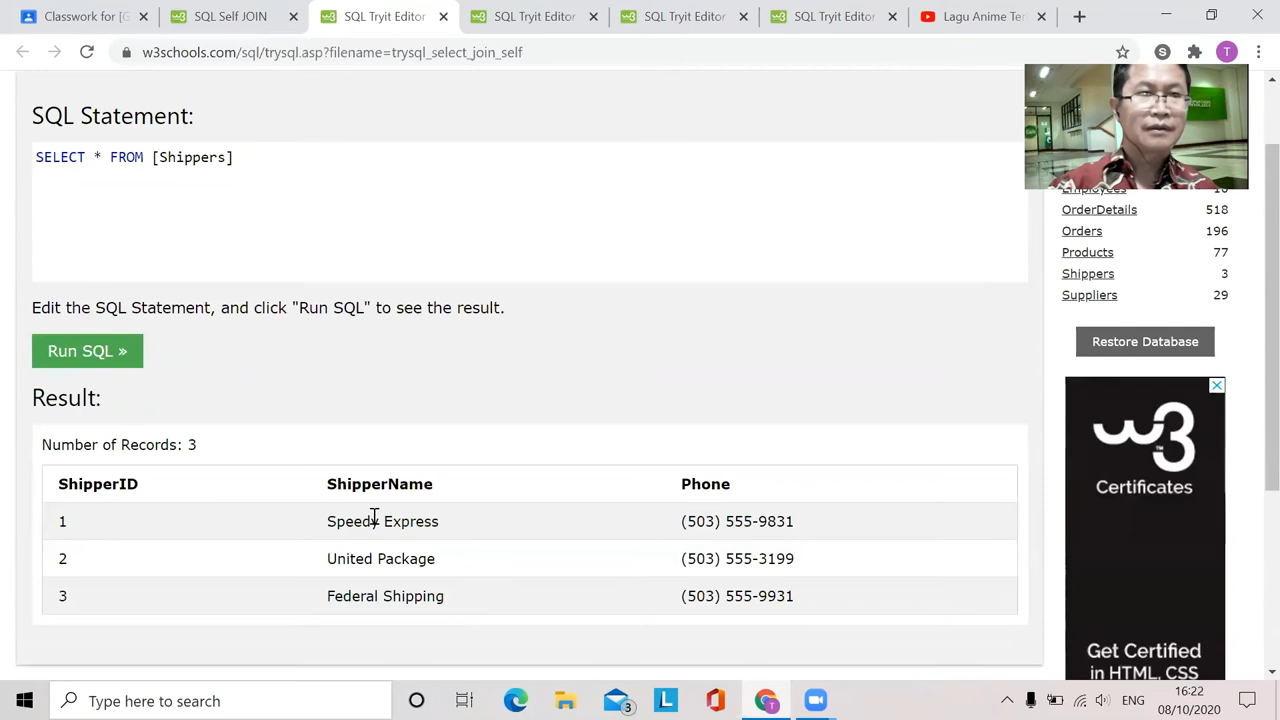 Classwork for [G
SQL Self JOIN
SQL Tryit Editor
SQL Tryit Editor
SQL Tryit Editor
SQL Tryit Editor
Lagu Anime Ter
w3schools.com/sql/trysql.asp?filename=trysql_select_join_self
S
T
SQL Statement:
SELECT * FROM [Shippers]
Edit the SQL Statement, and click "Run SQL" to see the result.
Run SQL »
Result:
Number of Records: 3
ShipperID ShipperName Phone
1 Speedy Express (503) 555-9831
2 United Package (503) 555-3199
3 Federal Shipping (503) 555-9931
Employees 10
OrderDetails 518
Orders 196
Products 77
Shippers 3
Suppliers 29
Restore Database
w3
Certificates
Get Certified
in HTML, CSS
Type here to search
3
L
T
ENG
16:22
08/10/2020